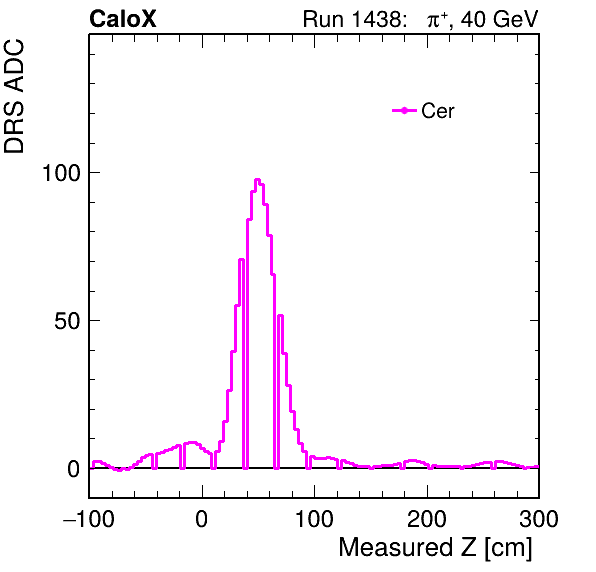 CaloX Run 1438: π⁺, 40 GeV
DRS ADC
Cer
100
50
0
−100 0 100 200 300
Measured Z [cm]